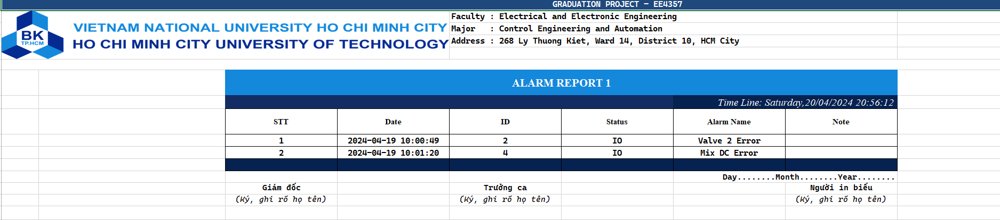 GRADUATION PROJECT - EE4357
BK
TP.HCM
VIETNAM NATIONAL UNIVERSITY HO CHI MINH CITY
HO CHI MINH CITY UNIVERSITY OF TECHNOLOGY
Faculty : Electrical and Electronic Engineering
Major : Control Engineering and Automation
Address : 268 Ly Thuong Kiet, Ward 14, District 10, HCM City
ALARM REPORT 1
Time Line: Saturday,20/04/2024 20:56:12
STT Date ID Status Alarm Name Note
1 2024-04-19 10:00:49 2 IO Valve 2 Error
2 2024-04-19 10:01:20 4 IO Mix DC Error
Day........Month........Year........
Giám đốc Trưởng ca Người in biểu
(Ký, ghi rõ họ tên) (Ký, ghi rõ họ tên) (Ký, ghi rõ họ tên)